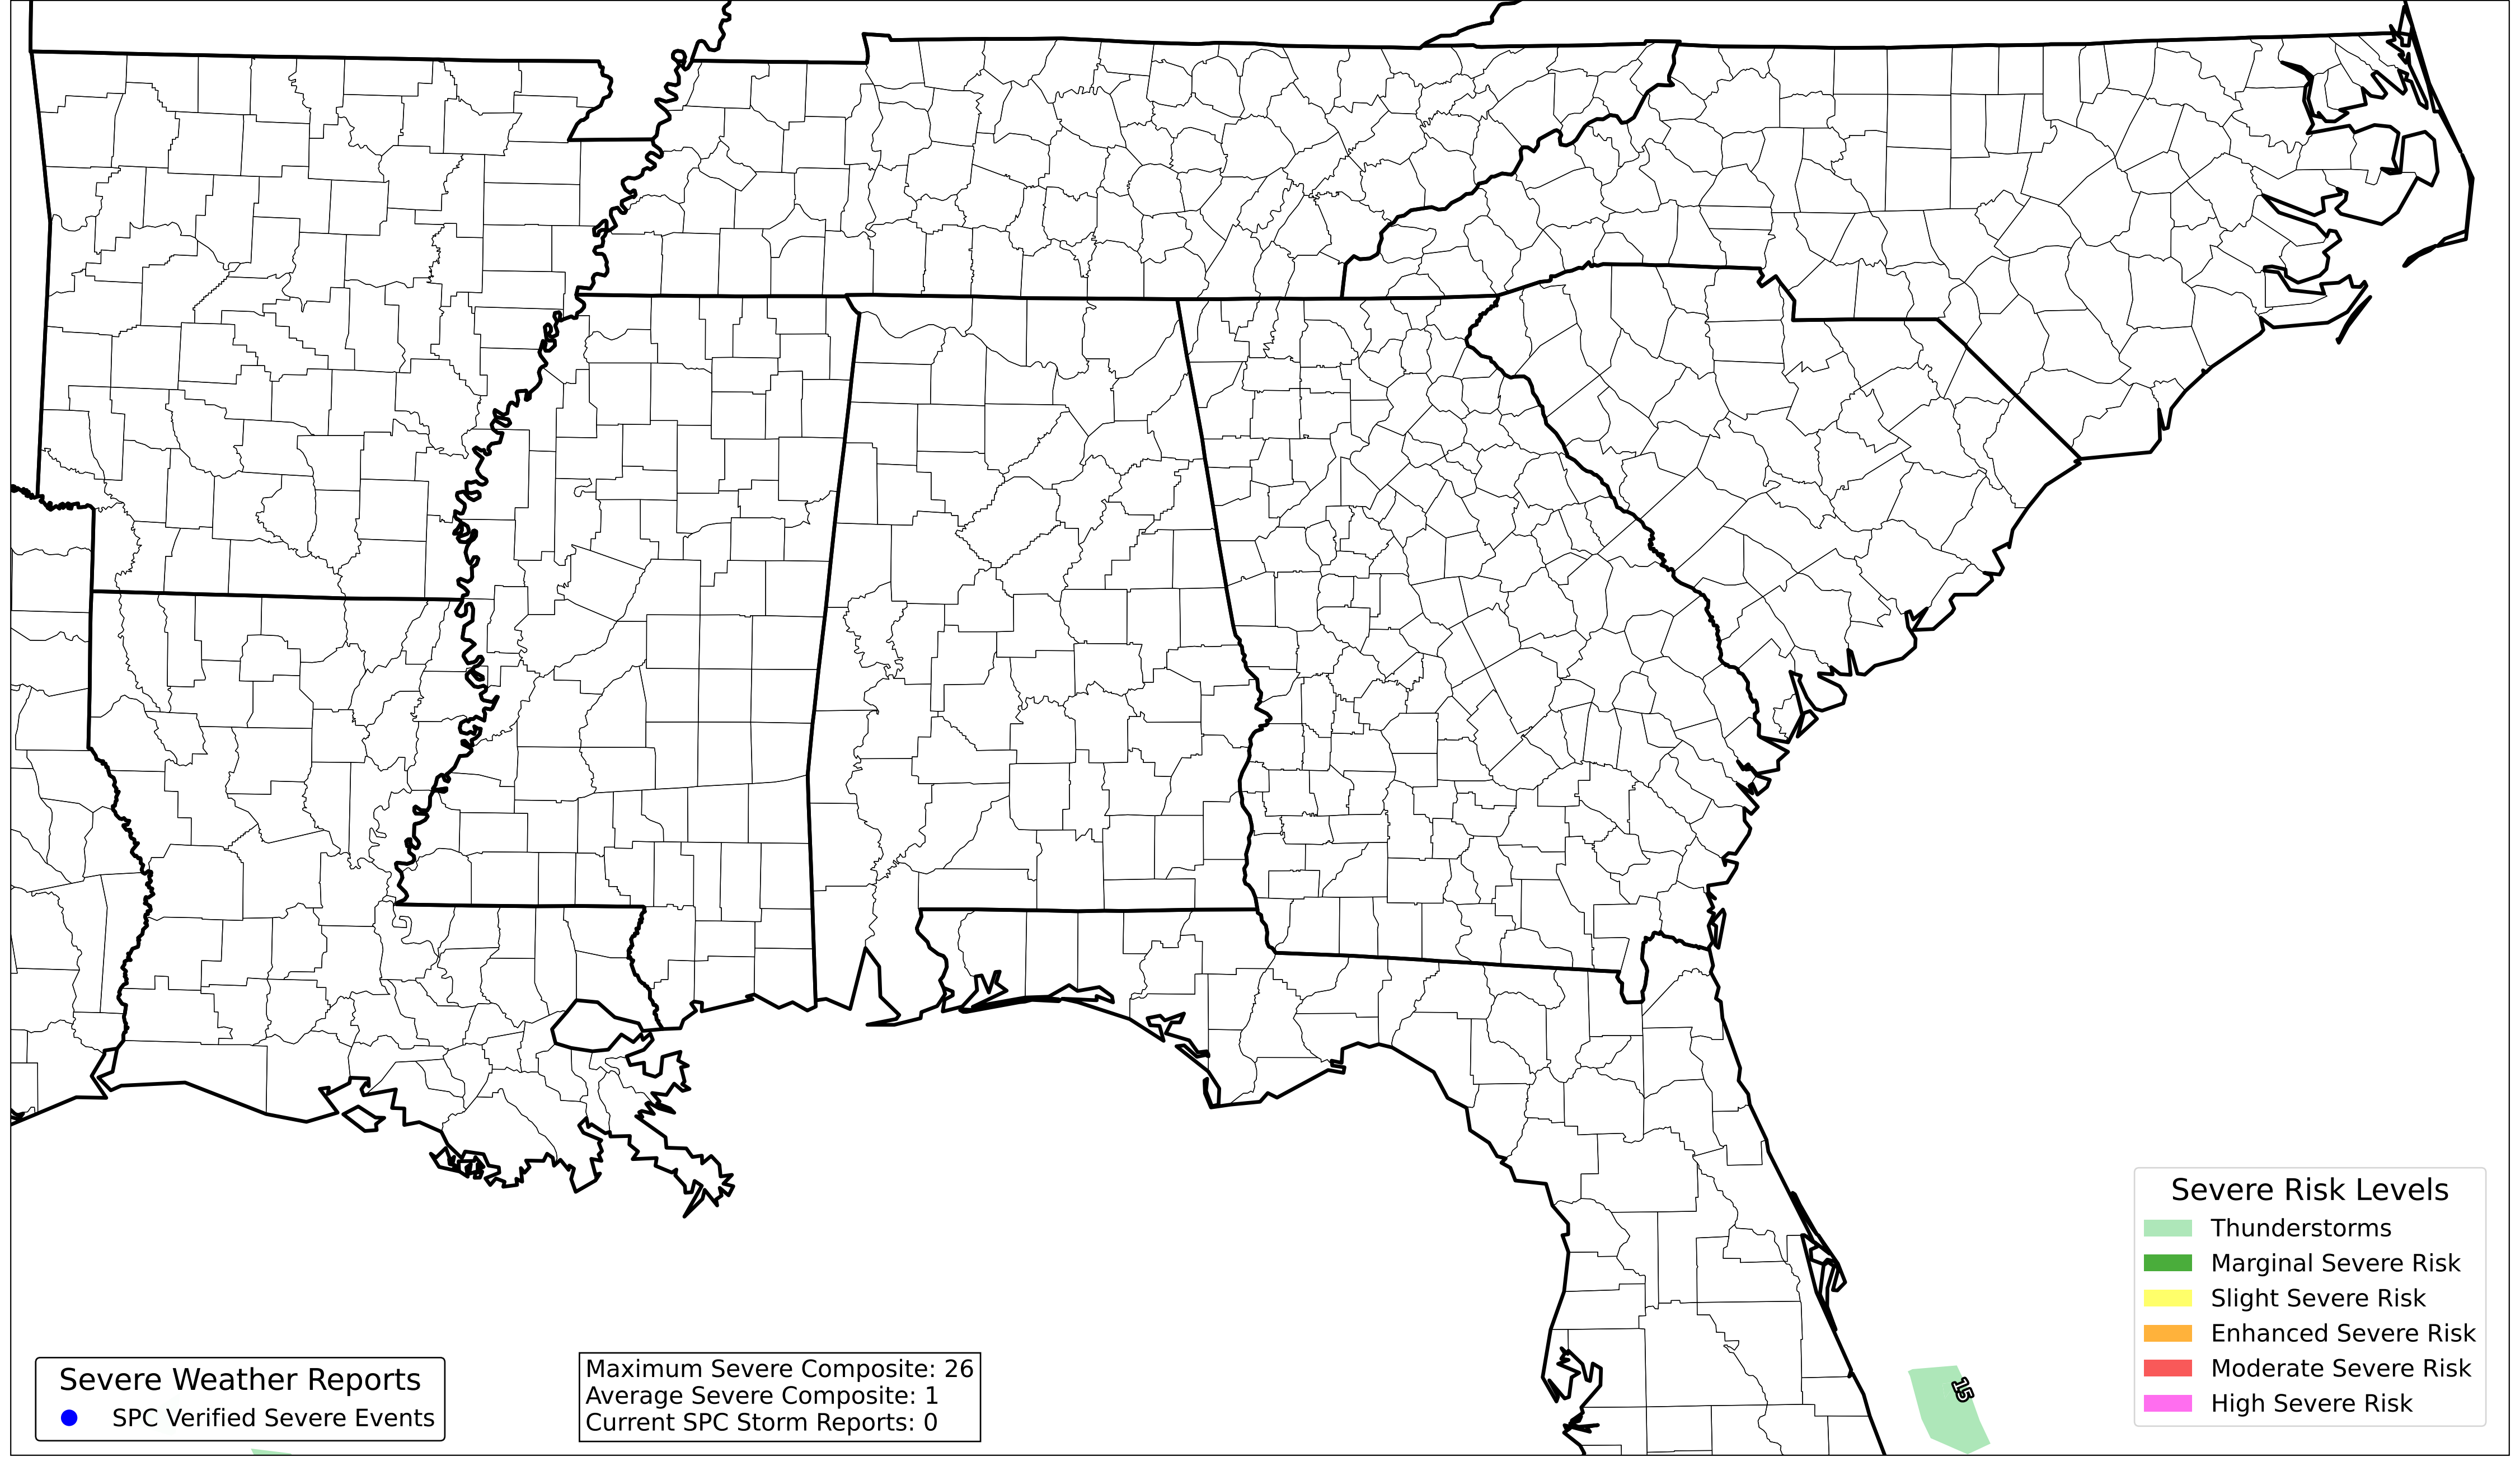 Severe Risk Levels
Thunderstorms
Marginal Severe Risk
Slight Severe Risk
Enhanced Severe Risk
Moderate Severe Risk
High Severe Risk
15
Severe Weather Reports
SPC Verified Severe Events
Maximum Severe Composite: 26
Average Severe Composite: 1
Current SPC Storm Reports: 0